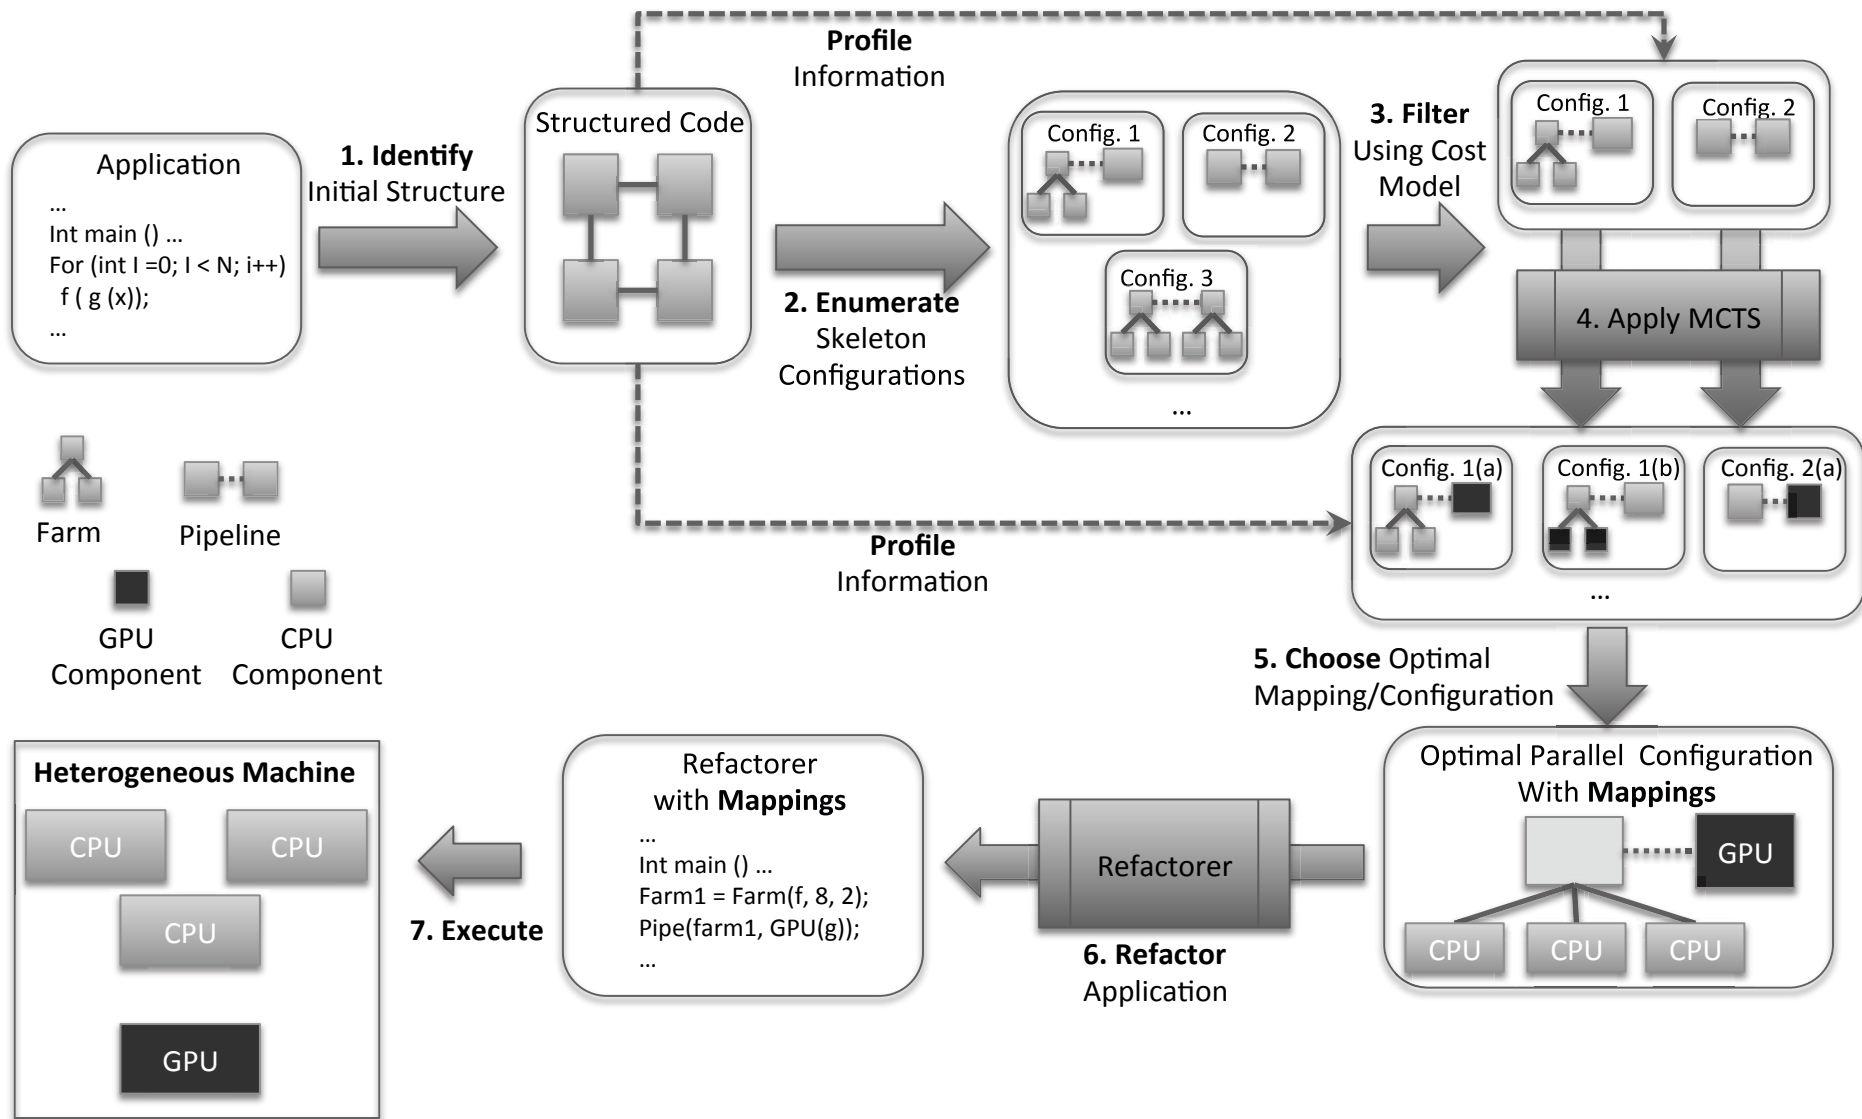 Profile
Information
Application
...
Int main () ...
For (int I =0; I < N; i++)
f ( g (x));
...
1. Identify
Initial Structure
Structured Code
2. Enumerate
Skeleton
Configurations
Config. 1
Config. 2
Config. 3
...
3. Filter
Using Cost
Model
Config. 1
Config. 2
4. Apply MCTS
Config. 1(a)
Config. 1(b)
Config. 2(a)
...
Profile
Information
Farm
Pipeline
GPU
Component
CPU
Component
5. Choose Optimal
Mapping/Configuration
Optimal Parallel Configuration
With Mappings
GPU
CPU
CPU
CPU
Refactorer
6. Refactor
Application
Refactorer
with Mappings
...
Int main () ...
Farm1 = Farm(f, 8, 2);
Pipe(farm1, GPU(g));
...
7. Execute
Heterogeneous Machine
CPU
CPU
CPU
GPU